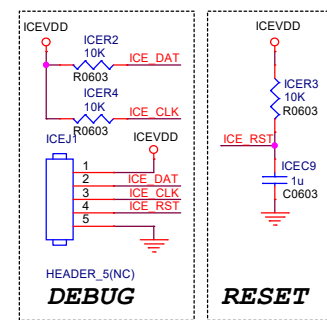 ICEVDD
ICER2
10K
ICE_DAT
R0603
ICER4
10K
ICE_CLK
R0603
ICEJ1
ICEVDD
1
2
ICE_DAT
3
ICE_CLK
4
ICE_RST
5
HEADER_5(NC)
DEBUG
ICEVDD
ICER3
10K
R0603
ICE_RST
ICEC9
1u
C0603
RESET